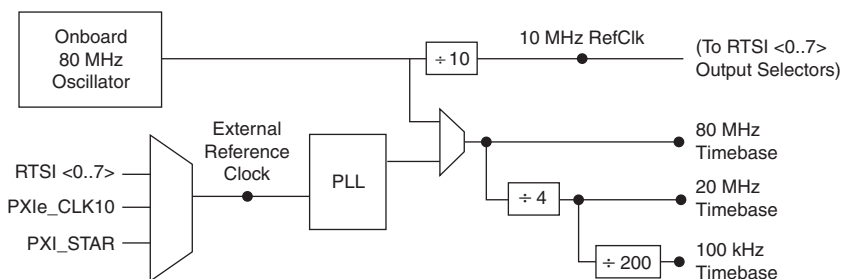 Onboard
80 MHz
Oscillator
÷ 10
10 MHz RefClk
(To RTSI <0..7>
Output Selectors)
External
Reference
Clock
RTSI <0..7>
PXIe_CLK10
PXI_STAR
PLL
80 MHz
Timebase
÷ 4
20 MHz
Timebase
÷ 200
100 kHz
Timebase